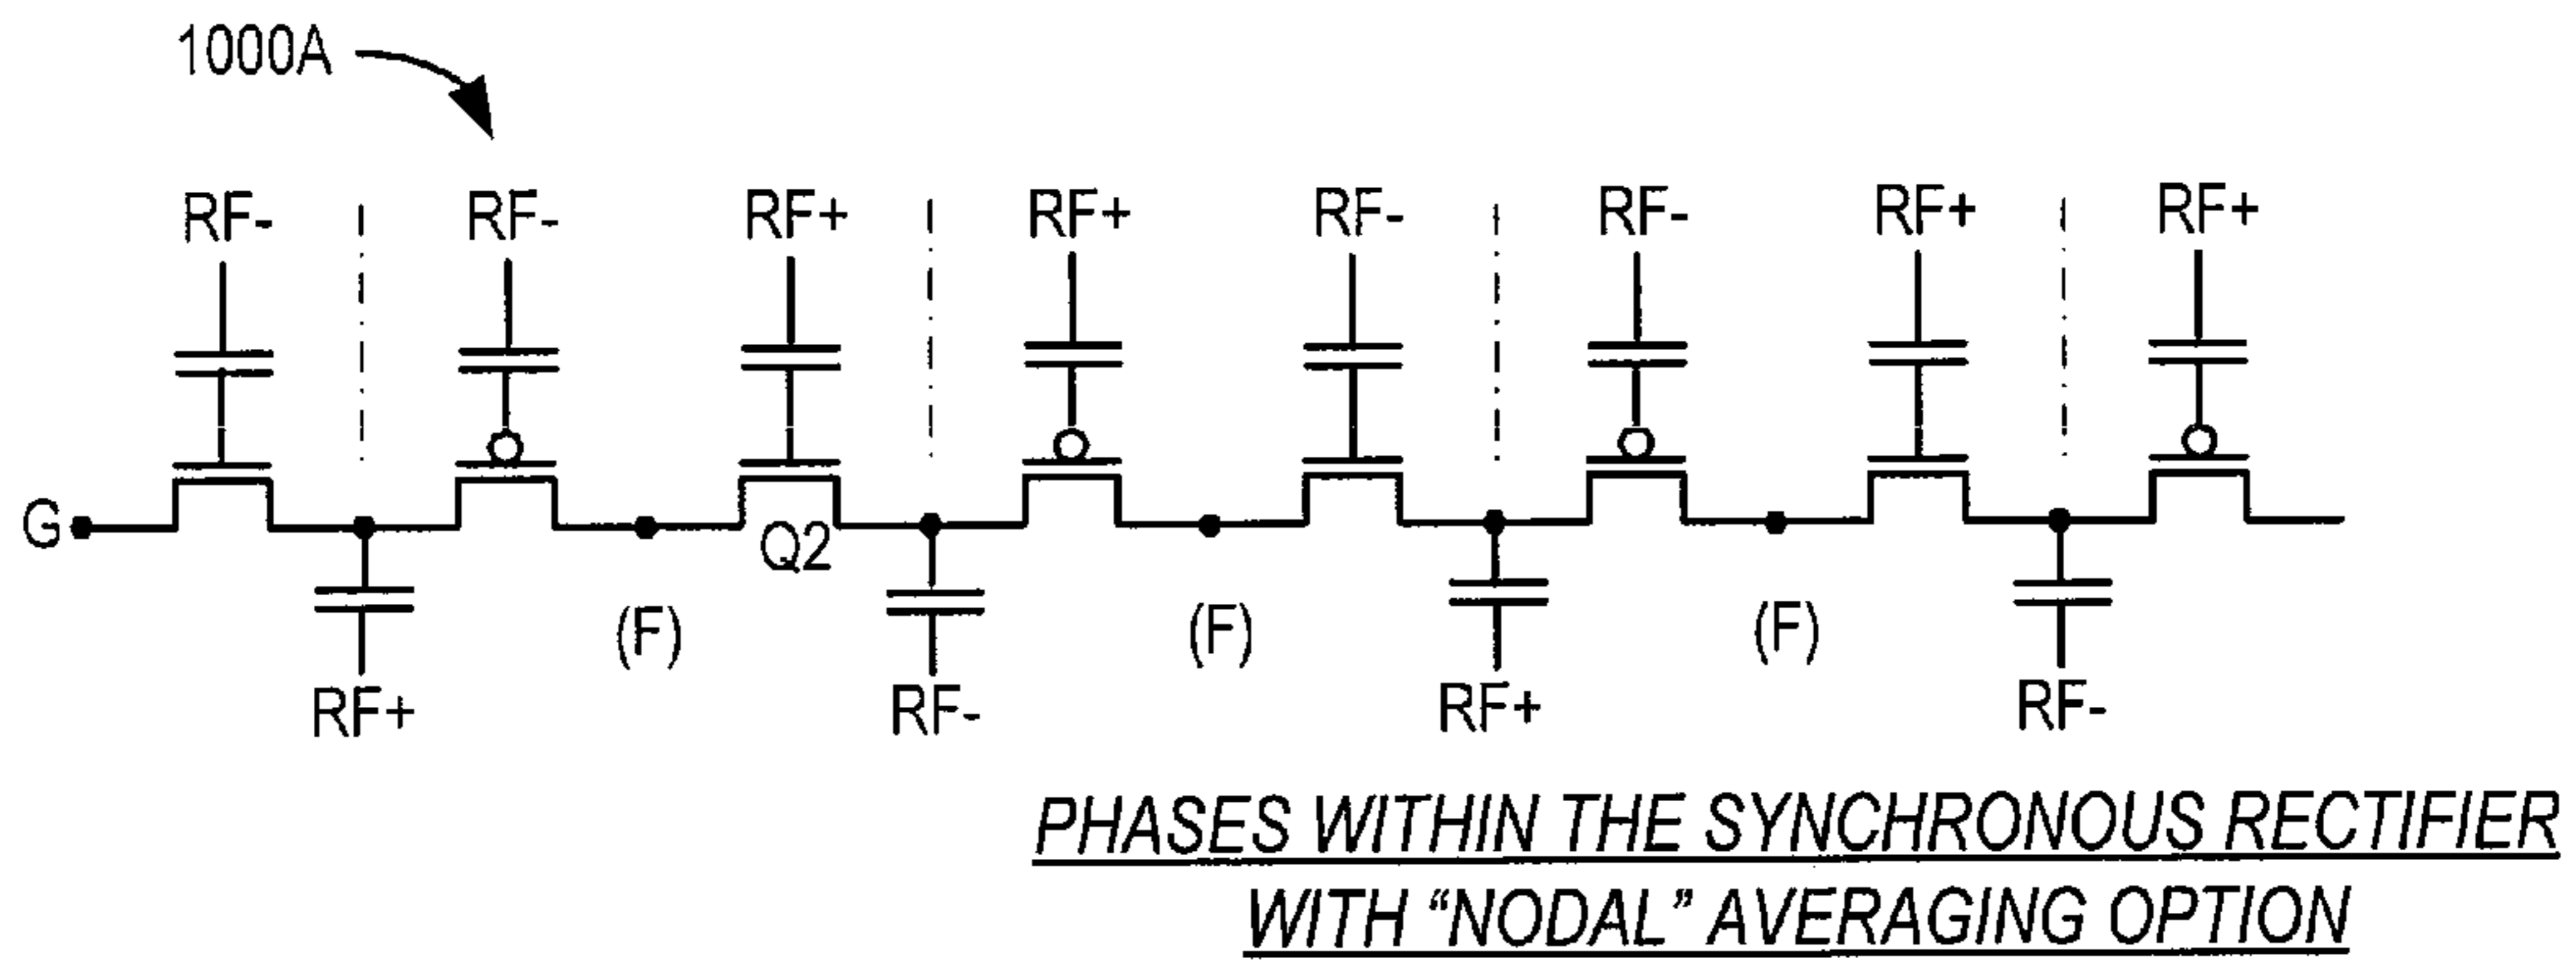 1000A
RF- RF- RF+ RF+ RF- RF- RF+ RF+
G Q2
(F) (F) (F)
RF+ RF- RF+ RF-
PHASES WITHIN THE SYNCHRONOUS RECTIFIER
WITH “NODAL” AVERAGING OPTION